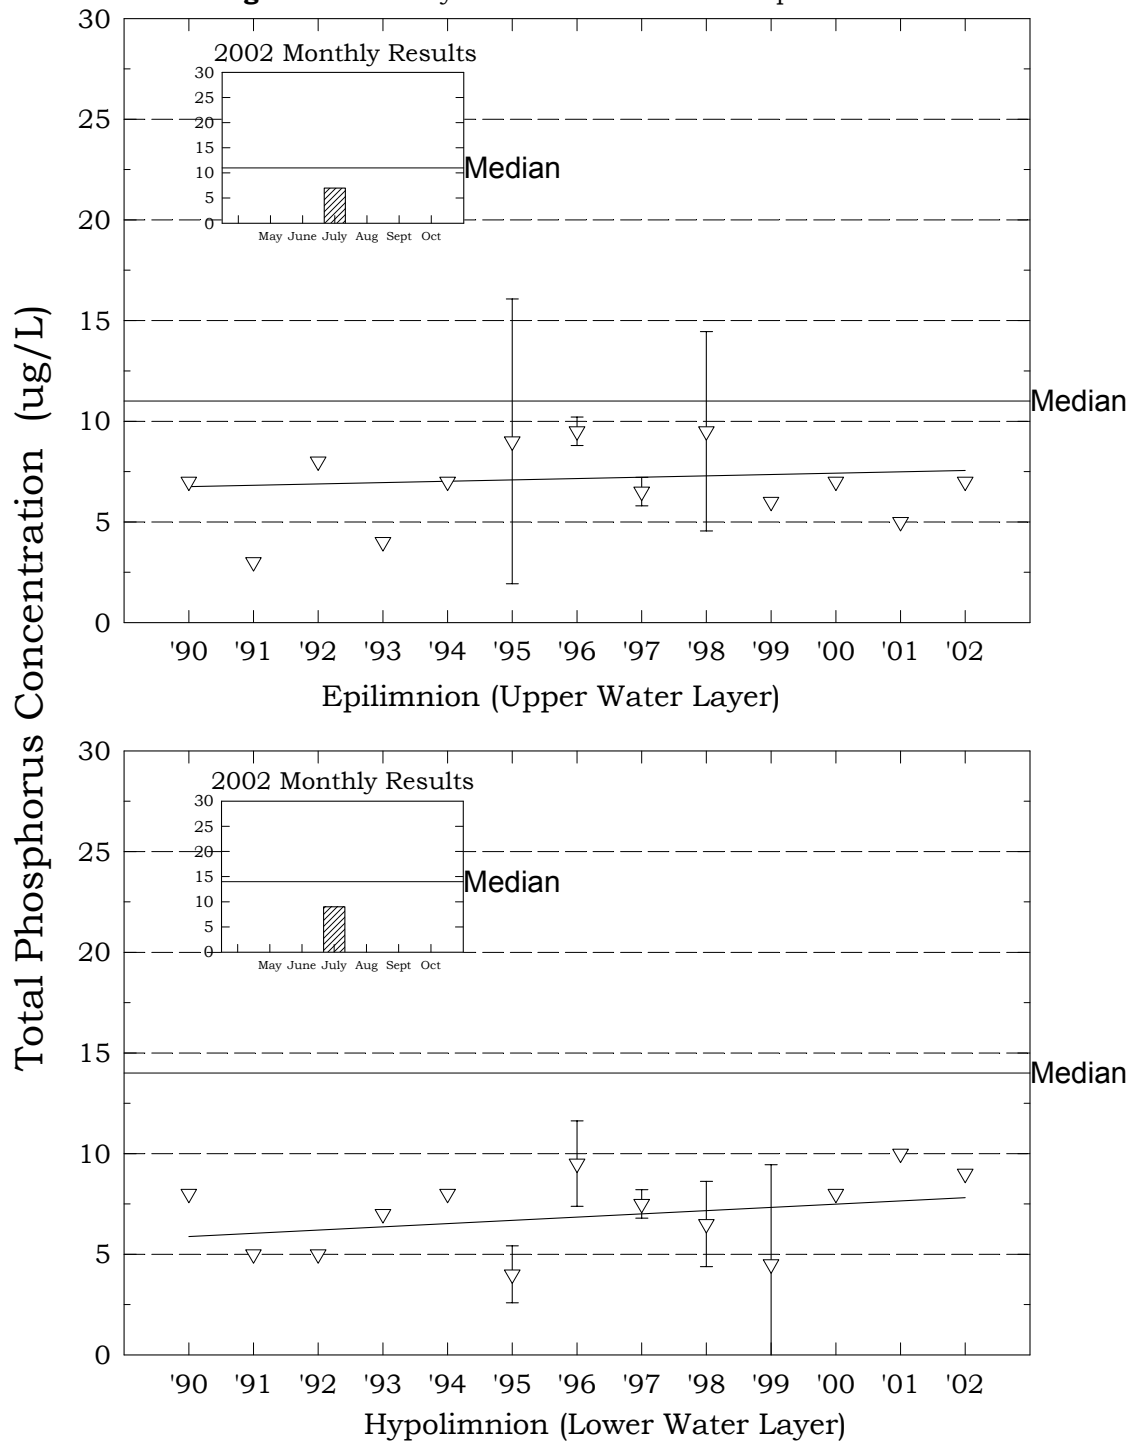 30
2002 Monthly Results
30
25
20
15
10
5
0
Median
May June July Aug Sept Oct
25
20
15
10
5
0
Median
'90 '91 '92 '93 '94 '95 '96 '97 '98 '99 '00 '01 '02
Epilimnion (Upper Water Layer)
Total Phosphorus Concentration (ug/L)
30
2002 Monthly Results
30
25
20
15
10
5
0
Median
May June July Aug Sept Oct
25
20
15
10
5
0
Median
'90 '91 '92 '93 '94 '95 '96 '97 '98 '99 '00 '01 '02
Hypolimnion (Lower Water Layer)